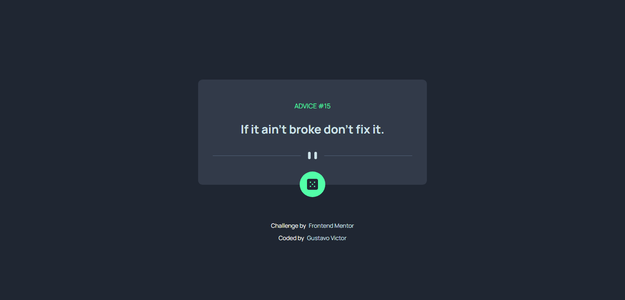 ADVICE #15
If it ain't broke don't fix it.
Challenge by Frontend Mentor
Coded by Gustavo Victor